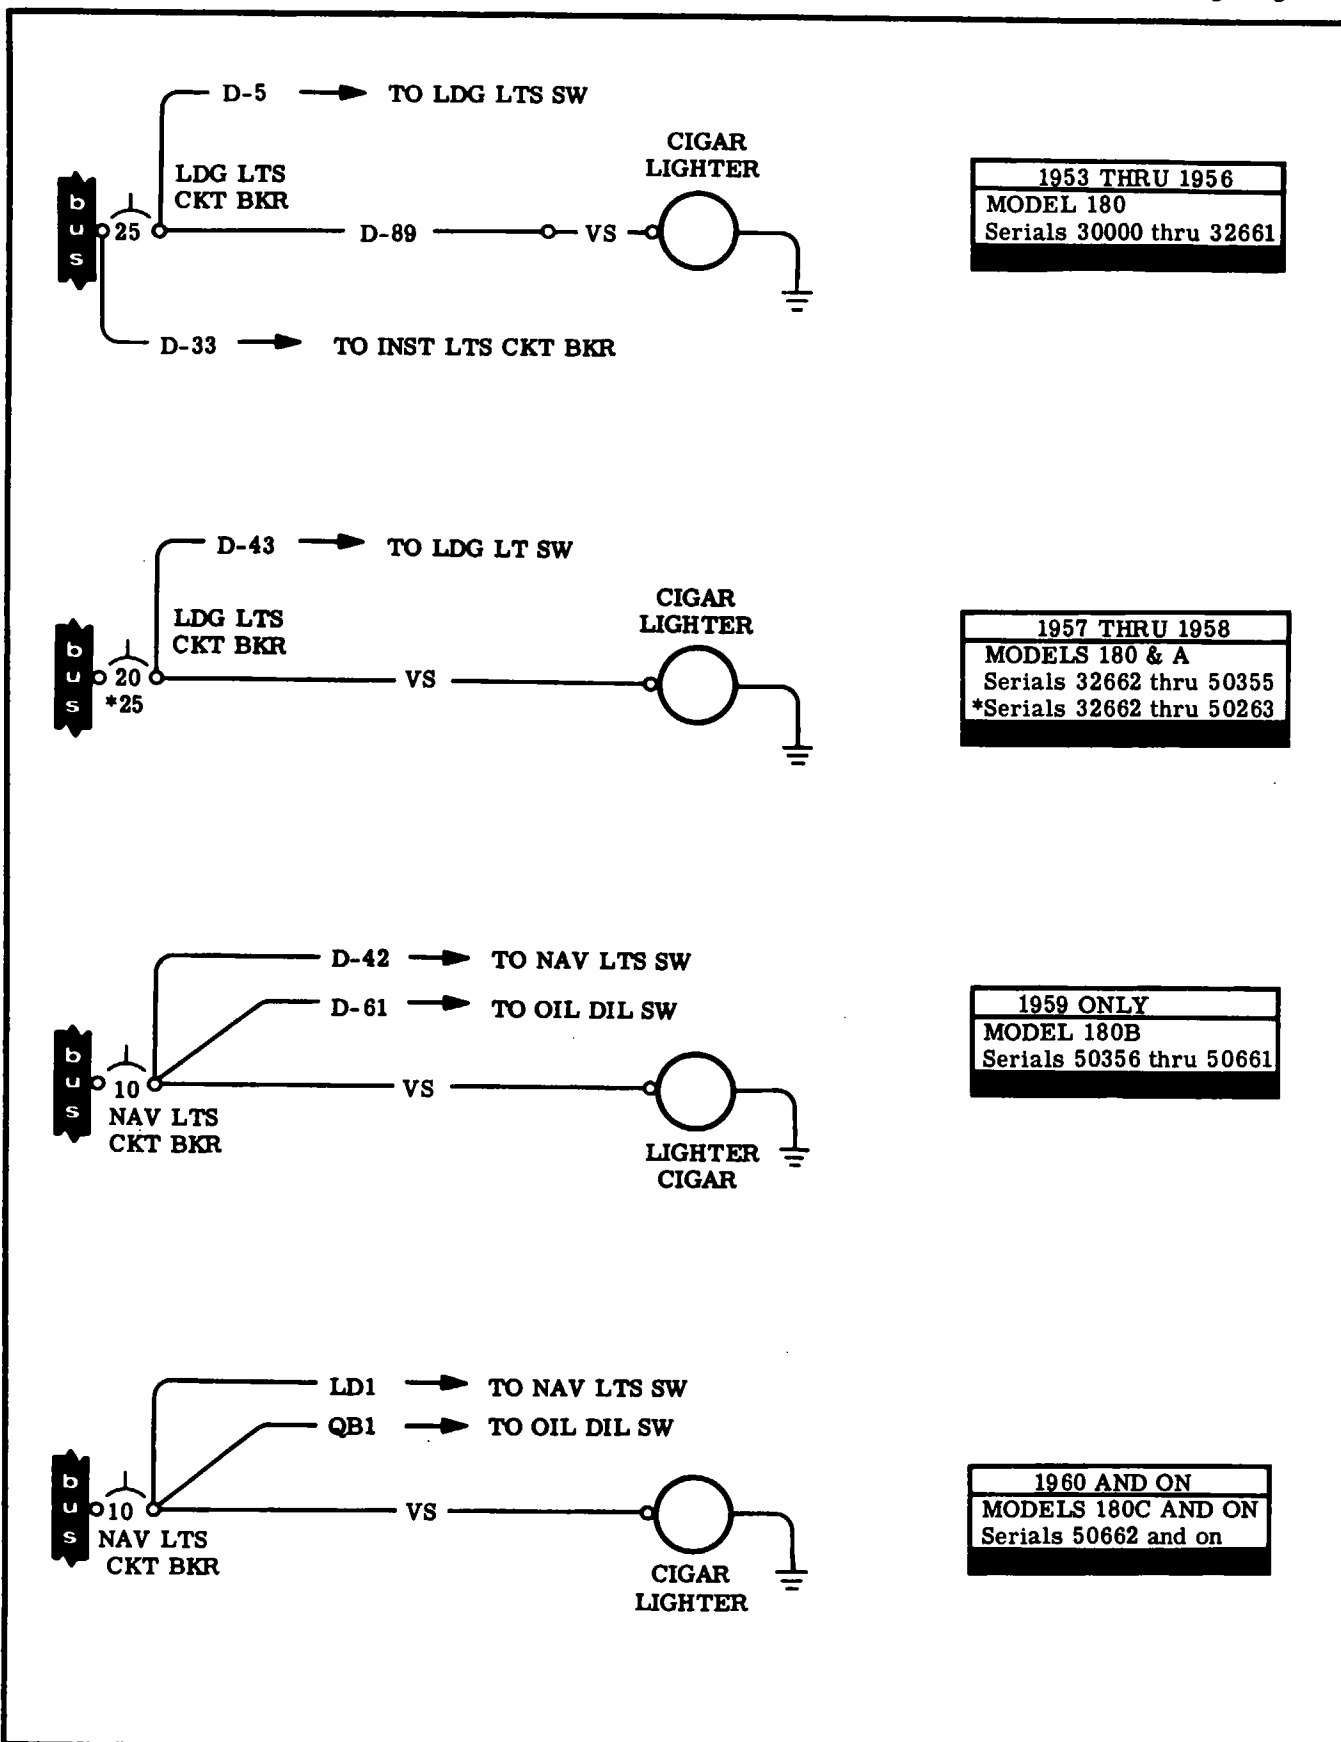 D-5 TO LDG LTS SW
CIGAR
LIGHTER
LDG LTS
CKT BKR
bus
25
D-89
VS
D-33 TO INST LTS CKT BKR
1953 THRU 1956
MODEL 180
Serials 30000 thru 32661
D-43 TO LDG LT SW
CIGAR
LIGHTER
LDG LTS
CKT BKR
bus
20
*25
VS
1957 THRU 1958
MODELS 180 & A
Serials 32662 thru 50355
*Serials 32662 thru 50263
D-42 TO NAV LTS SW
D-61 TO OIL DIL SW
bus
10
VS
NAV LTS
CKT BKR
LIGHTER
CIGAR
1959 ONLY
MODEL 180B
Serials 50356 thru 50661
LD1 TO NAV LTS SW
QB1 TO OIL DIL SW
bus
10
VS
NAV LTS
CKT BKR
CIGAR
LIGHTER
1960 AND ON
MODELS 180C AND ON
Serials 50662 and on